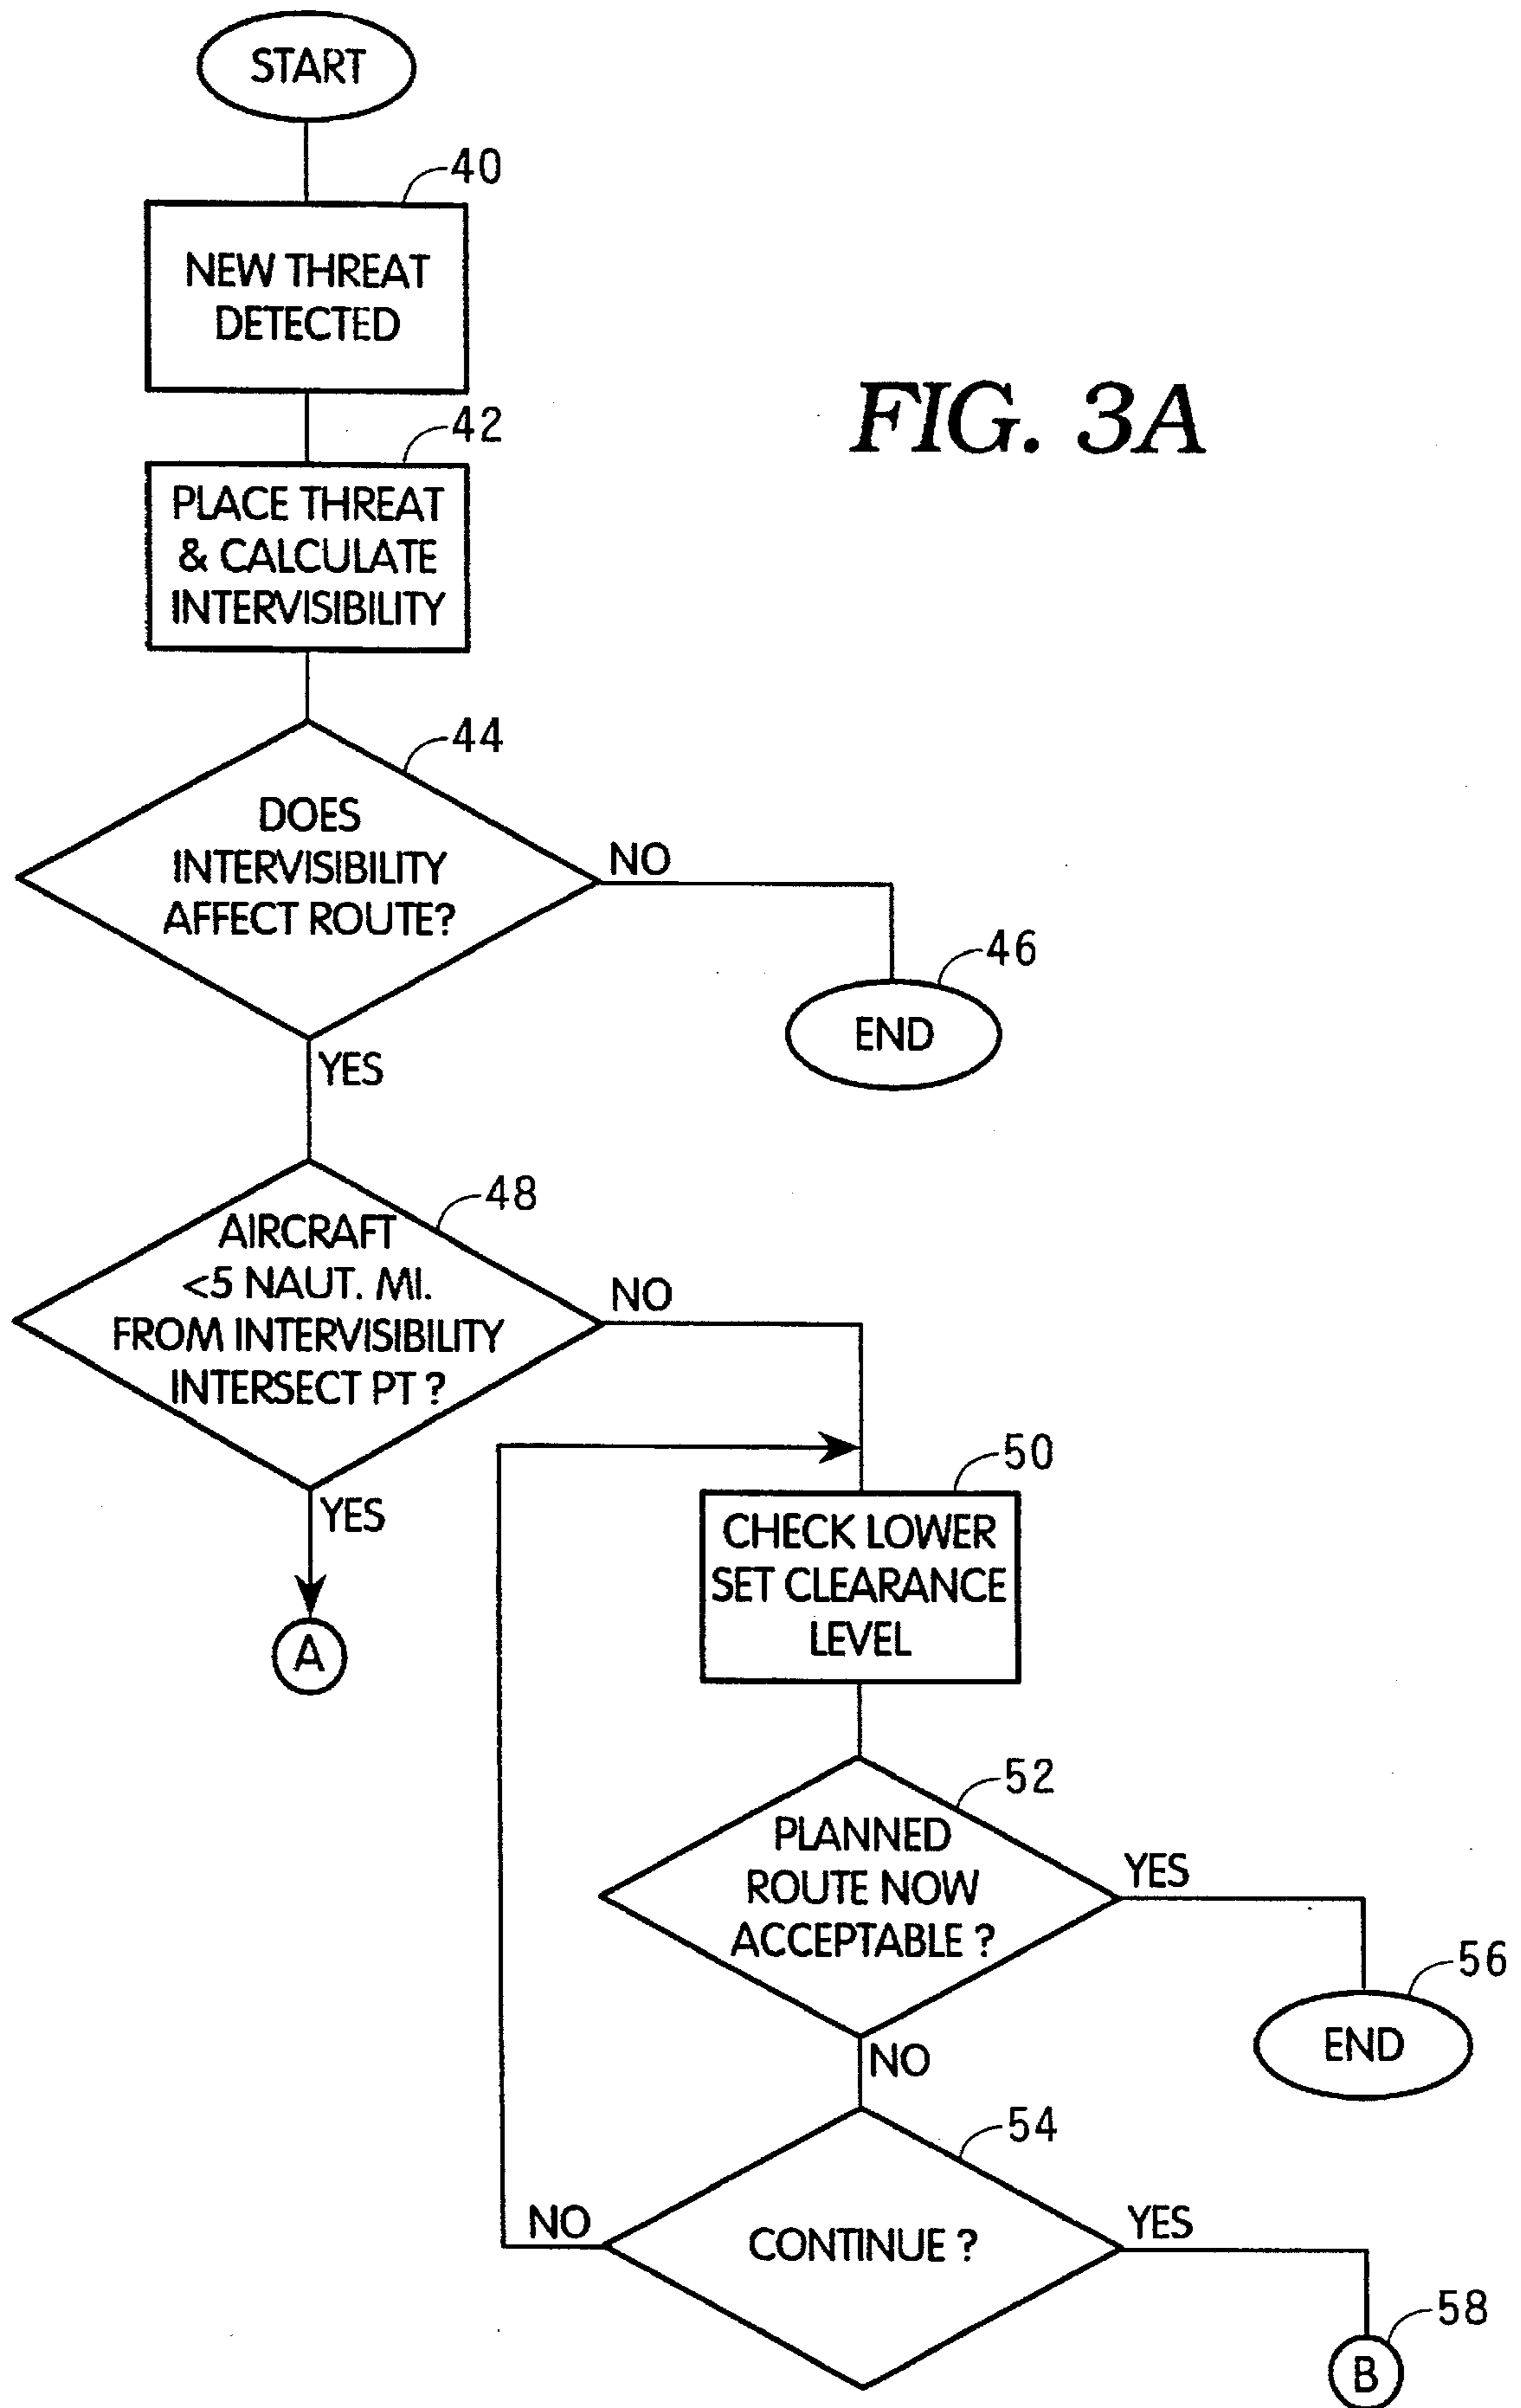 START
40
NEW THREAT
DETECTED
FIG. 3A
42
PLACE THREAT
& CALCULATE
INTERVISIBILITY
44
DOES
INTERVISIBILITY
AFFECT ROUTE?
NO
46
END
YES
48
AIRCRAFT
<5 NAUT. MI.
FROM INTERVISIBILITY
INTERSECT PT ?
NO
YES
A
50
CHECK LOWER
SET CLEARANCE
LEVEL
52
PLANNED
ROUTE NOW
ACCEPTABLE ?
YES
56
END
NO
54
CONTINUE ?
NO
YES
58
B